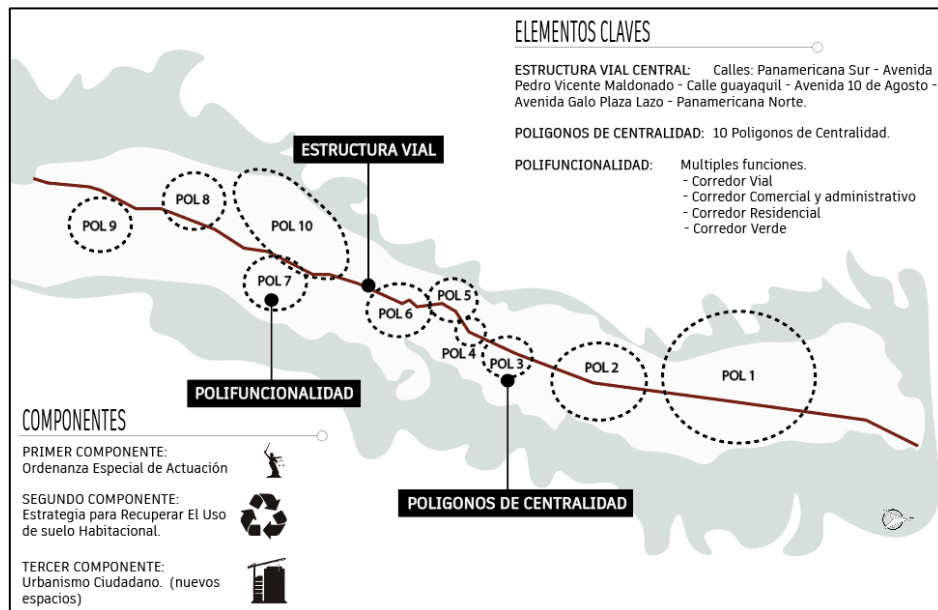 ELEMENTOS CLAVES
ESTRUCTURA VIAL CENTRAL: Calles: Panamericana Sur - Avenida
Pedro Vicente Maldonado - Calle guayaquil - Avenida 10 de Agosto -
Avenida Galo Plaza Lazo - Panamericana Norte.
POLIGONOS DE CENTRALIDAD: 10 Poligonos de Centralidad.
POLIFUNCIONALIDAD: Multiples funciones.
- Corredor Vial
- Corredor Comercial y administrativo
- Corredor Residencial
- Corredor Verde
ESTRUCTURA VIAL
POL 8
POL 9
POL 10
POL 7
POL 5
POL 6
POL 4
POL 3
POL 2
POL 1
POLIFUNCIONALIDAD
POLIGONOS DE CENTRALIDAD
COMPONENTES
PRIMER COMPONENTE:
Ordenanza Especial de Actuación
SEGUNDO COMPONENTE:
Estrategia para Recuperar El Uso
de suelo Habitacional.
TERCER COMPONENTE:
Urbanismo Ciudadano. (nuevos
espacios)